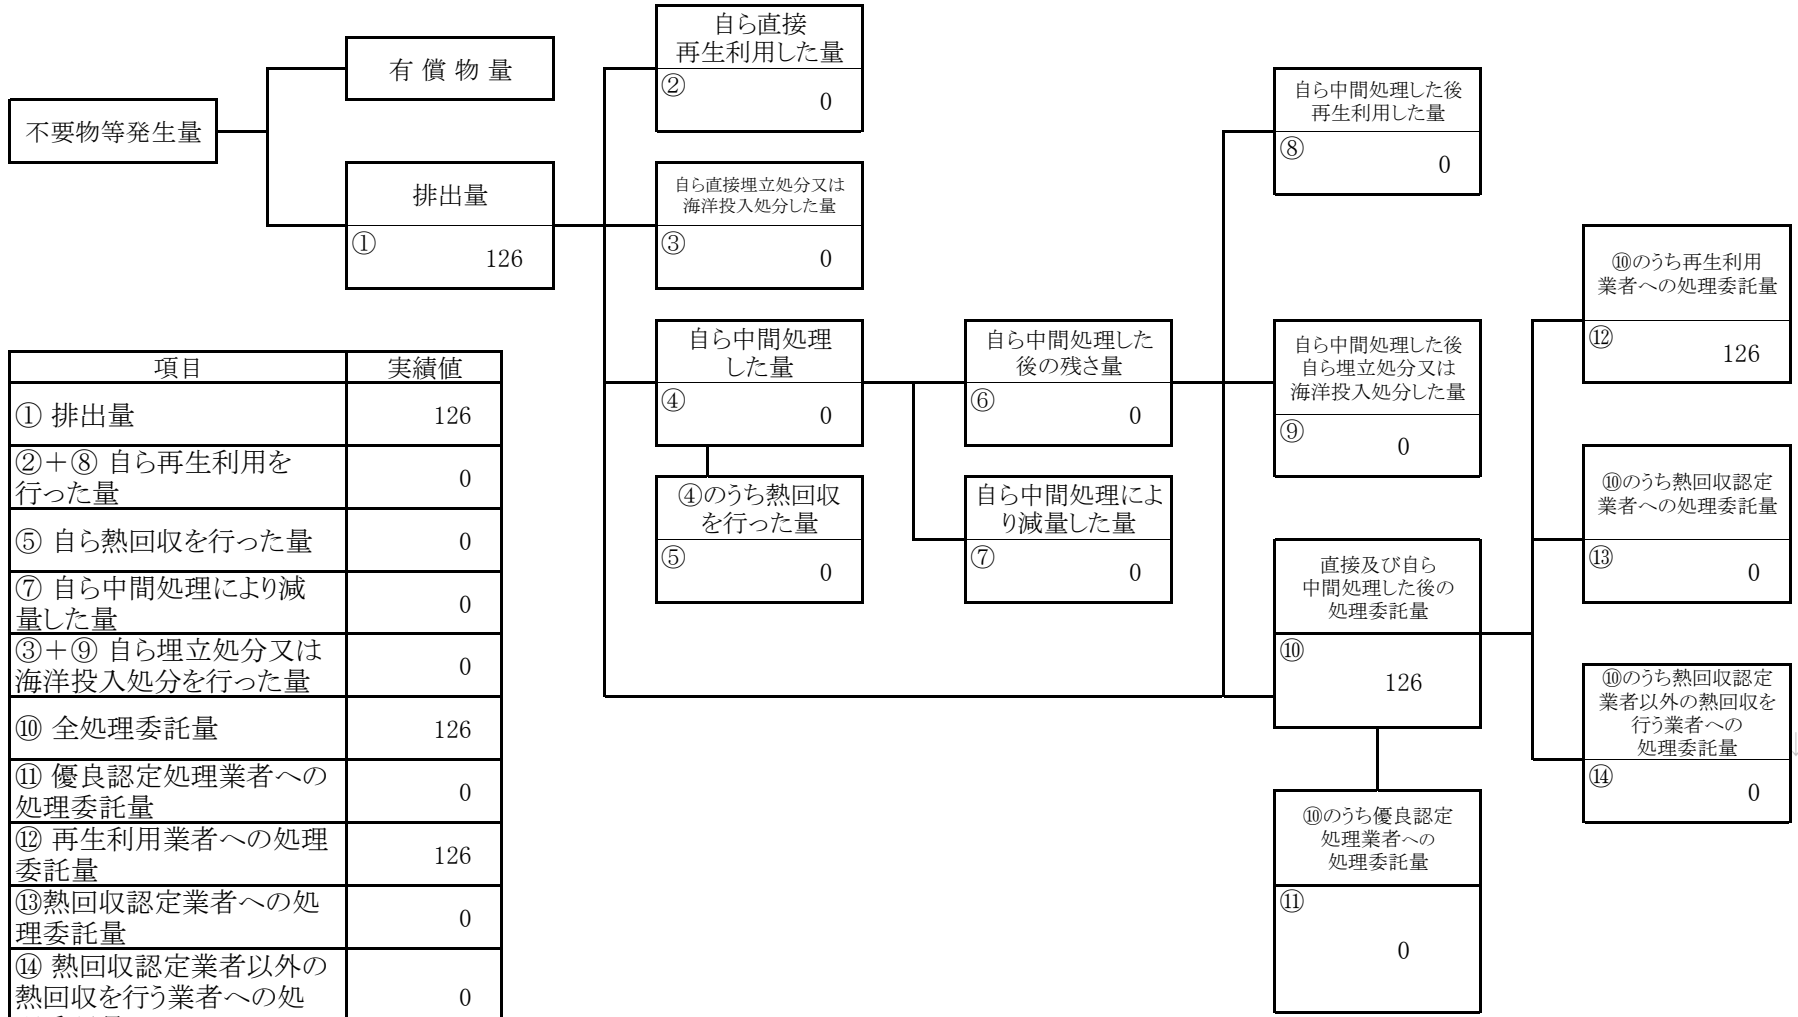 不要物等発生量
有 償 物 量
排出量
①
126
自ら直接
再生利用した量
②
0
自ら直接埋立処分又は
海洋投入処分した量
③
0
自ら中間処理
した量
④
0
④のうち熱回収
を行った量
⑤
0
自ら中間処理した
後の残さ量
⑥
0
自ら中間処理によ
り減量した量
⑦
0
自ら中間処理した後
再生利用した量
⑧
0
自ら中間処理した後
自ら埋立処分又は
海洋投入処分した量
⑨
0
直接及び自ら
中間処理した後の
処理委託量
⑩
126
⑩のうち優良認定
処理業者への
処理委託量
⑪
0
⑩のうち再生利用
業者への処理委託量
⑫
126
⑩のうち熱回収認定
業者への処理委託量
⑬
0
⑩のうち熱回収認定
業者以外の熱回収を
行う業者への
処理委託量
⑭
0
項目 実績値
① 排出量 126
②＋⑧ 自ら再生利用を
行った量 0
⑤ 自ら熱回収を行った量 0
⑦ 自ら中間処理により減
量した量 0
③＋⑨ 自ら埋立処分又は
海洋投入処分を行った量 0
⑩ 全処理委託量 126
⑪ 優良認定処理業者への
処理委託量 0
⑫ 再生利用業者への処理
委託量 126
⑬熱回収認定業者への処
理委託量 0
⑭ 熱回収認定業者以外の
熱回収を行う業者への処 0